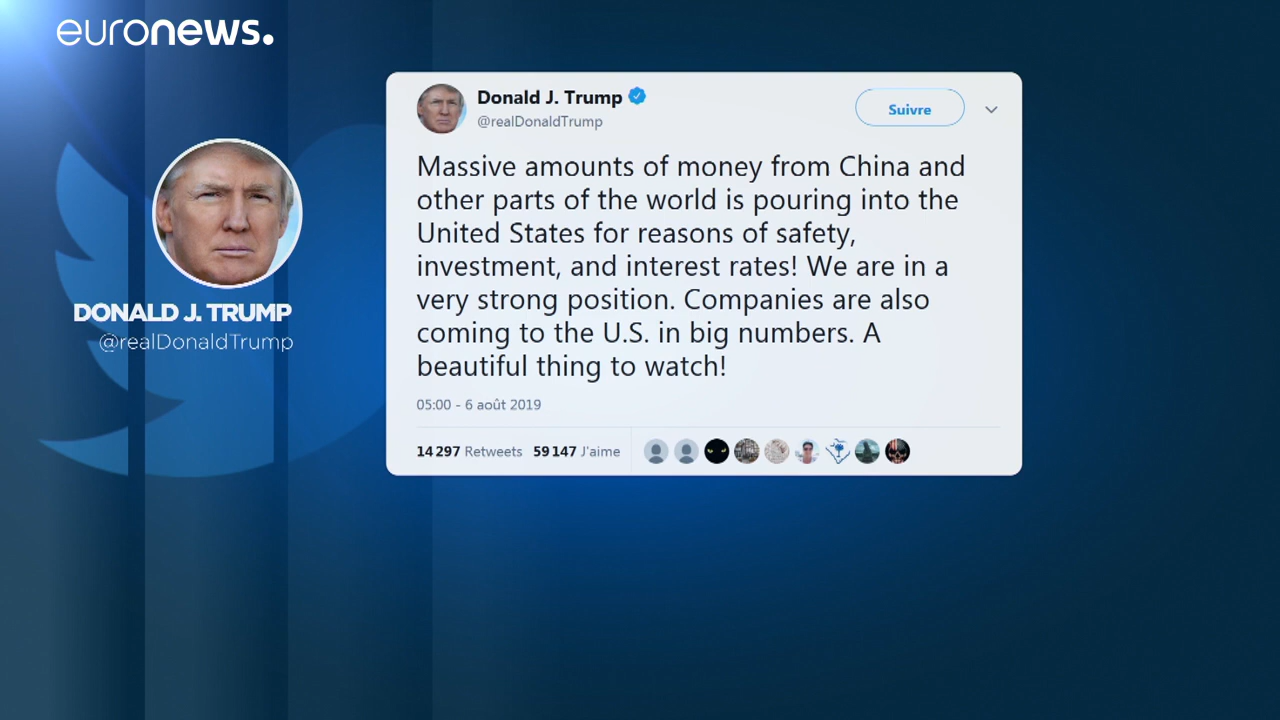 euronews.
DONALD J. TRUMP
@realDonaldTrump
Donald J. Trump
@realDonaldTrump
Suivre
Massive amounts of money from China and
other parts of the world is pouring into the
United States for reasons of safety,
investment, and interest rates! We are in a
very strong position. Companies are also
coming to the U.S. in big numbers. A
beautiful thing to watch!
05:00 - 6 août 2019
14 297 Retweets 59 147 J'aime